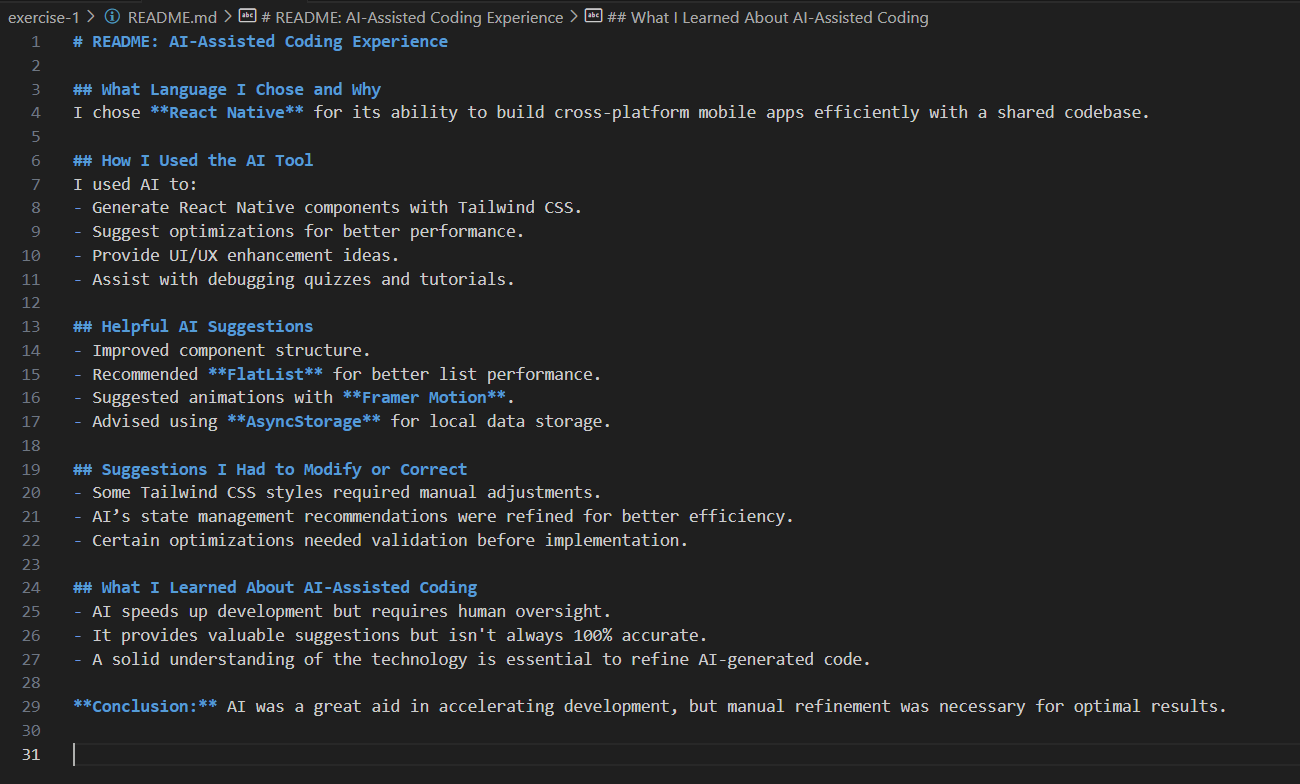 exercise-1 > README.md > # README: AI-Assisted Coding Experience > ## What I Learned About AI-Assisted Coding
1 # README: AI-Assisted Coding Experience
2
3 ## What Language I Chose and Why
4 I chose **React Native** for its ability to build cross-platform mobile apps efficiently with a shared codebase.
5
6 ## How I Used the AI Tool
7 I used AI to:
8 - Generate React Native components with Tailwind CSS.
9 - Suggest optimizations for better performance.
10 - Provide UI/UX enhancement ideas.
11 - Assist with debugging quizzes and tutorials.
12
13 ## Helpful AI Suggestions
14 - Improved component structure.
15 - Recommended **FlatList** for better list performance.
16 - Suggested animations with **Framer Motion**.
17 - Advised using **AsyncStorage** for local data storage.
18
19 ## Suggestions I Had to Modify or Correct
20 - Some Tailwind CSS styles required manual adjustments.
21 - AI’s state management recommendations were refined for better efficiency.
22 - Certain optimizations needed validation before implementation.
23
24 ## What I Learned About AI-Assisted Coding
25 - AI speeds up development but requires human oversight.
26 - It provides valuable suggestions but isn't always 100% accurate.
27 - A solid understanding of the technology is essential to refine AI-generated code.
28
29 **Conclusion:** AI was a great aid in accelerating development, but manual refinement was necessary for optimal results.
30
31